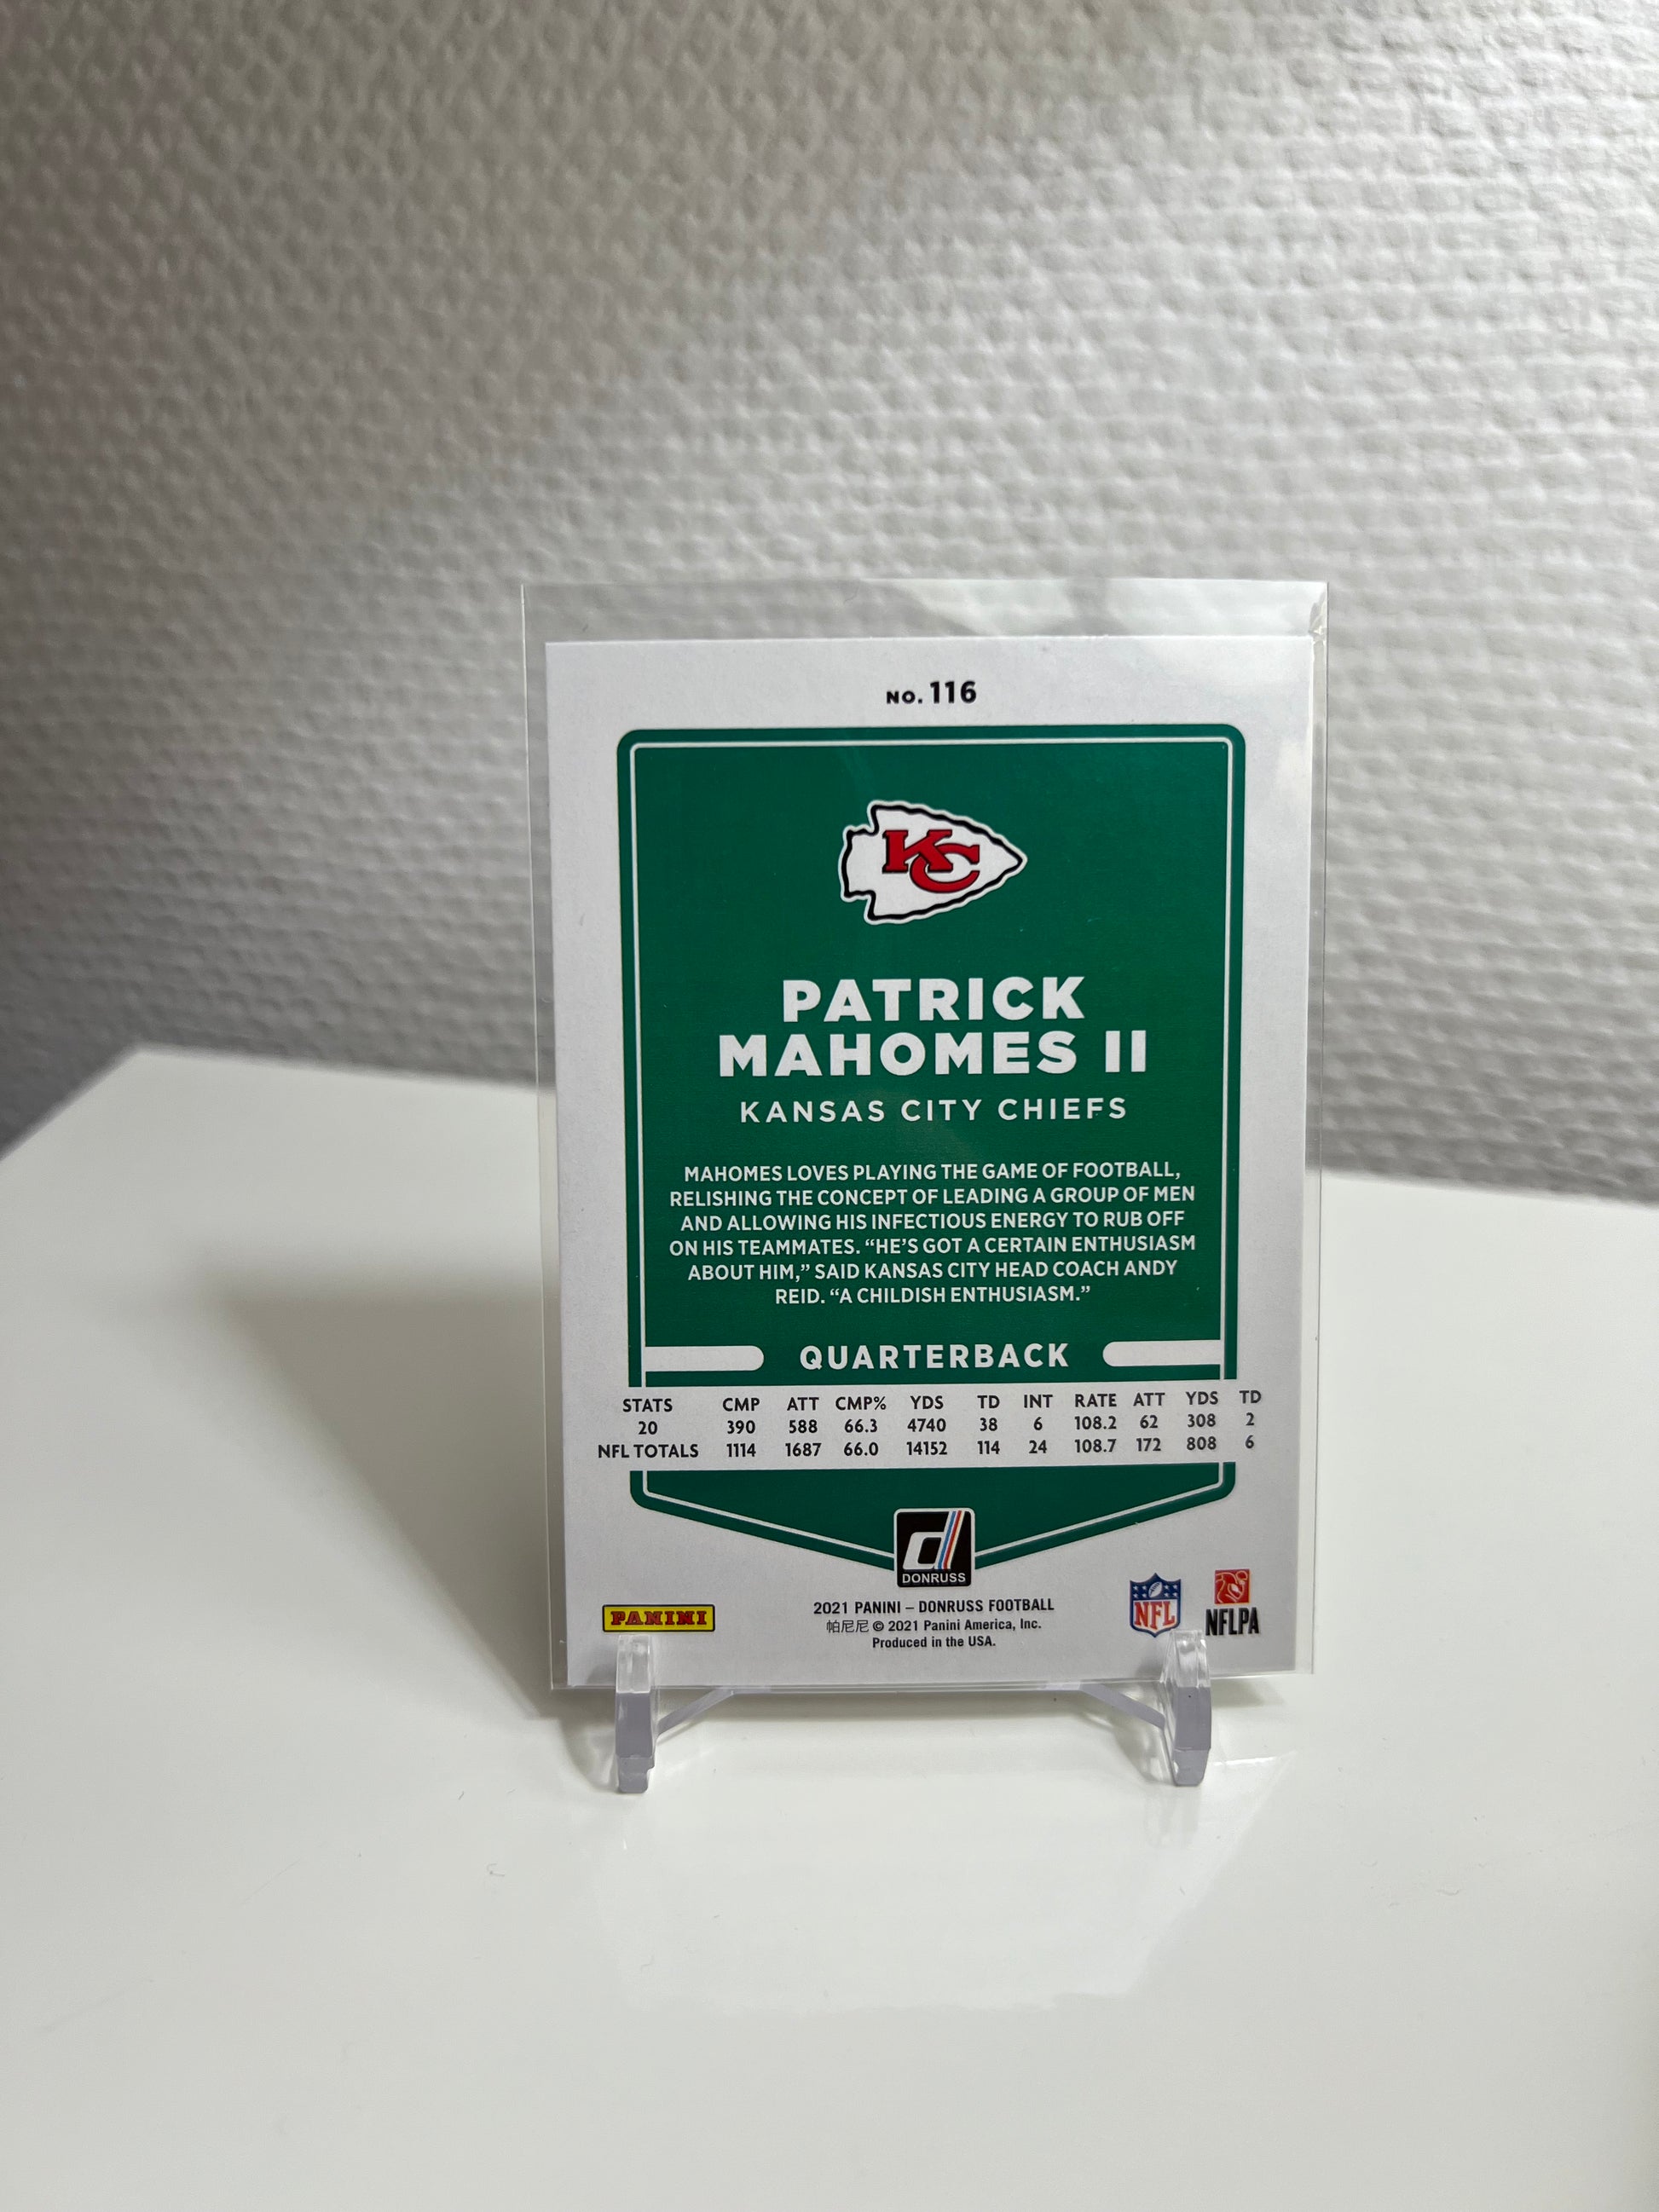 NO. 116
KC
PATRICK
MAHOMES II
KANSAS CITY CHIEFS
MAHOMES LOVES PLAYING THE GAME OF FOOTBALL,
RELISHING THE CONCEPT OF LEADING A GROUP OF MEN
AND ALLOWING HIS INFECTIOUS ENERGY TO RUB OFF
ON HIS TEAMMATES. “HE’S GOT A CERTAIN ENTHUSIASM
ABOUT HIM,” SAID KANSAS CITY HEAD COACH ANDY
REID. “A CHILDISH ENTHUSIASM.”
QUARTERBACK
STATS CMP ATT CMP% YDS TD INT RATE ATT YDS TD
20 390 588 66.3 4740 38 6 108.2 62 308 2
NFL TOTALS 1114 1687 66.0 14152 114 24 108.7 172 808 6
d
DONRUSS
PANINI
2021 PANINI – DONRUSS FOOTBALL
帕尼尼 © 2021 Panini America, Inc.
Produced in the USA.
NFL
NFLPA